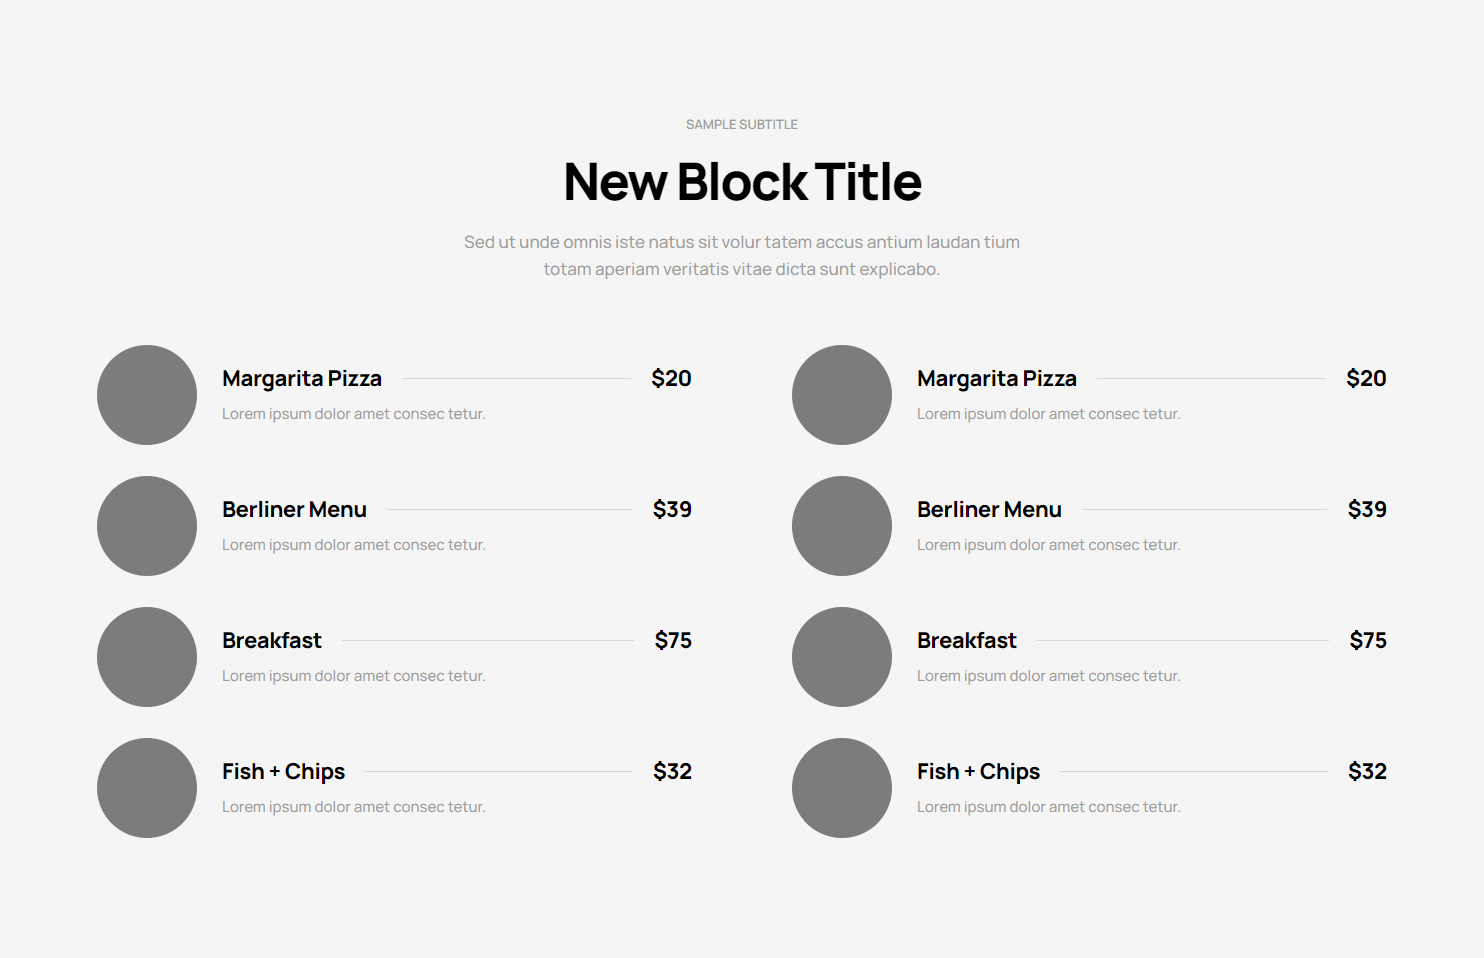 SAMPLE SUBTITLE
New Block Title
Sed ut unde omnis iste natus sit volur tatem accus antium laudan tium
totam aperiam veritatis vitae dicta sunt explicabo.
Margarita Pizza $20
Lorem ipsum dolor amet consec tetur.
Berliner Menu $39
Lorem ipsum dolor amet consec tetur.
Breakfast $75
Lorem ipsum dolor amet consec tetur.
Fish + Chips $32
Lorem ipsum dolor amet consec tetur.
Margarita Pizza $20
Lorem ipsum dolor amet consec tetur.
Berliner Menu $39
Lorem ipsum dolor amet consec tetur.
Breakfast $75
Lorem ipsum dolor amet consec tetur.
Fish + Chips $32
Lorem ipsum dolor amet consec tetur.